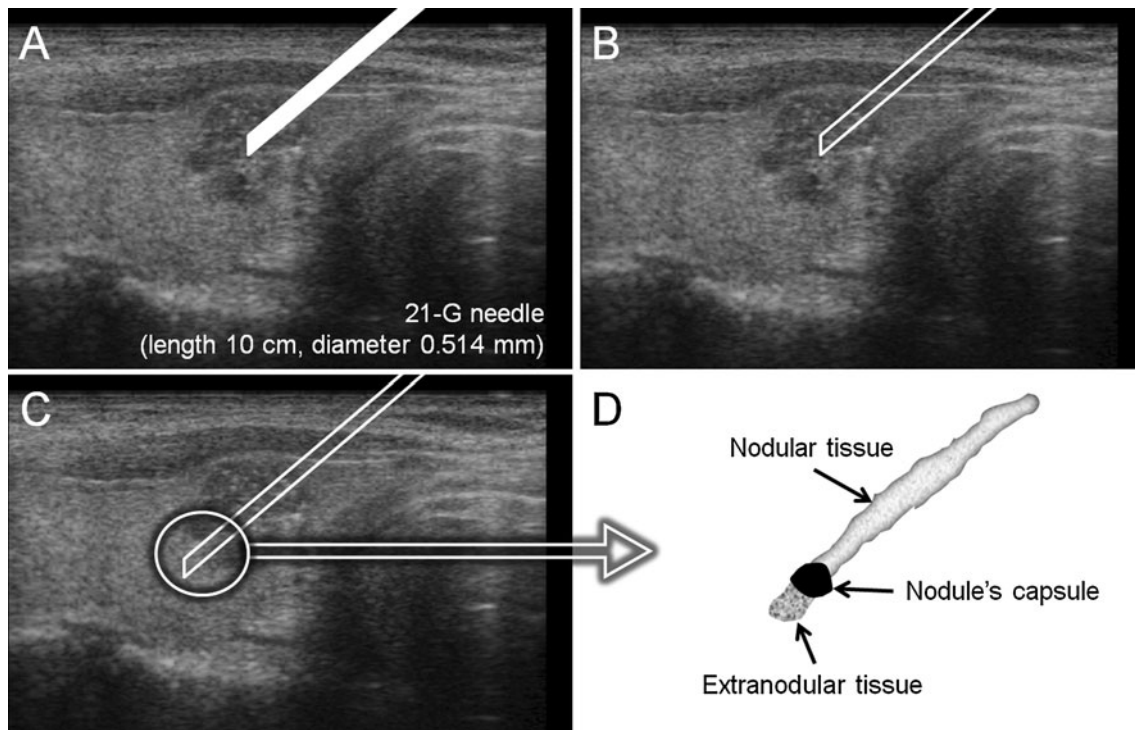 A
B
21-G needle
(length 10 cm, diameter 0.514 mm)
C
D
Nodular tissue
Nodule's capsule
Extranodular tissue